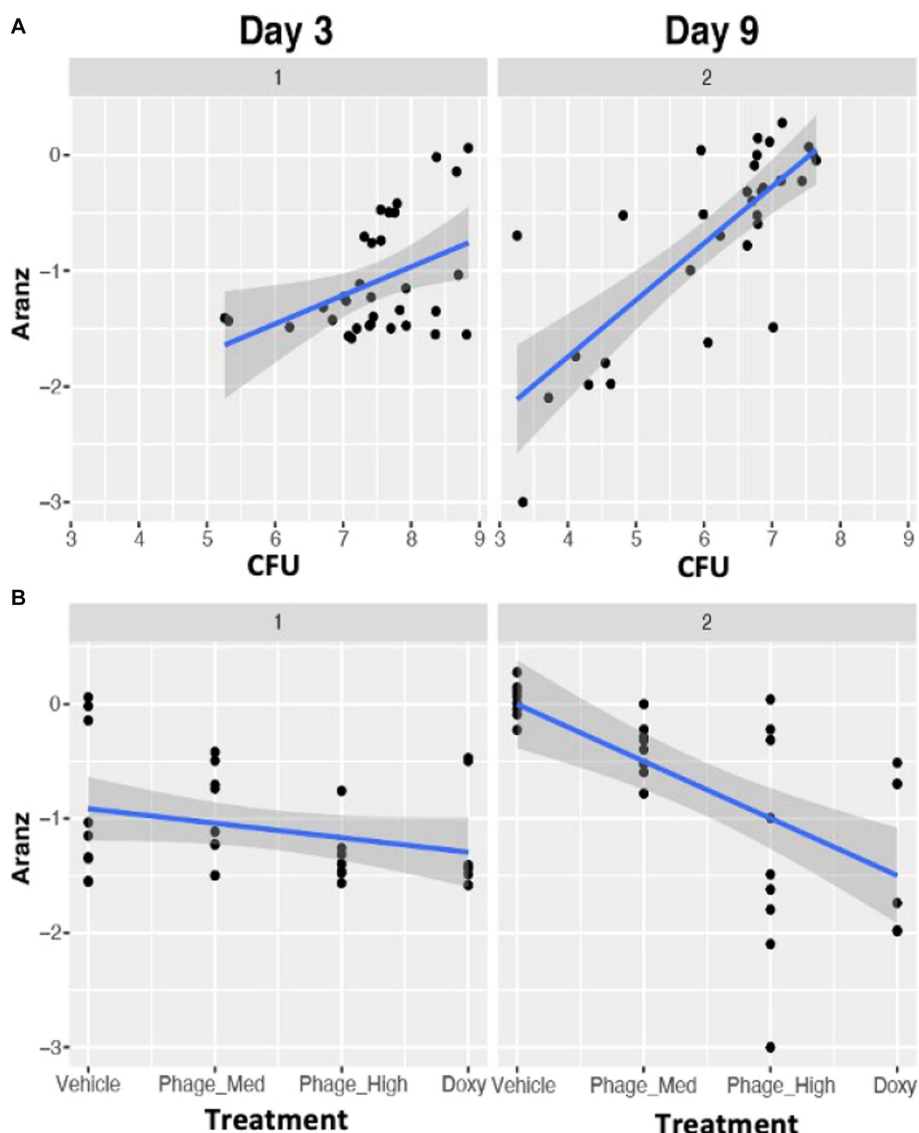 A
Day 3 Day 9
1 2
0
−1
−2
−3
Aranz
3 4 5 6 7 8 9 3 4 5 6 7 8 9
CFU CFU
B
1 2
0
−1
−2
−3
Aranz
Vehicle Phage_Med Phage_High Doxy Vehicle Phage_Med Phage_High Doxy
Treatment Treatment